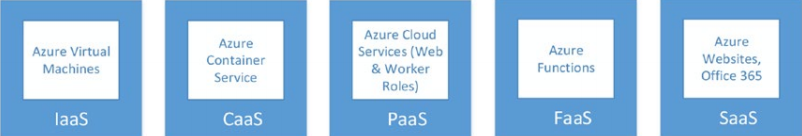 Azure Virtual
Machines
IaaS
Azure
Container
Service
CaaS
Azure Cloud
Services (Web
& Worker
Roles)
PaaS
Azure
Functions
FaaS
Azure
Websites,
Office 365
SaaS